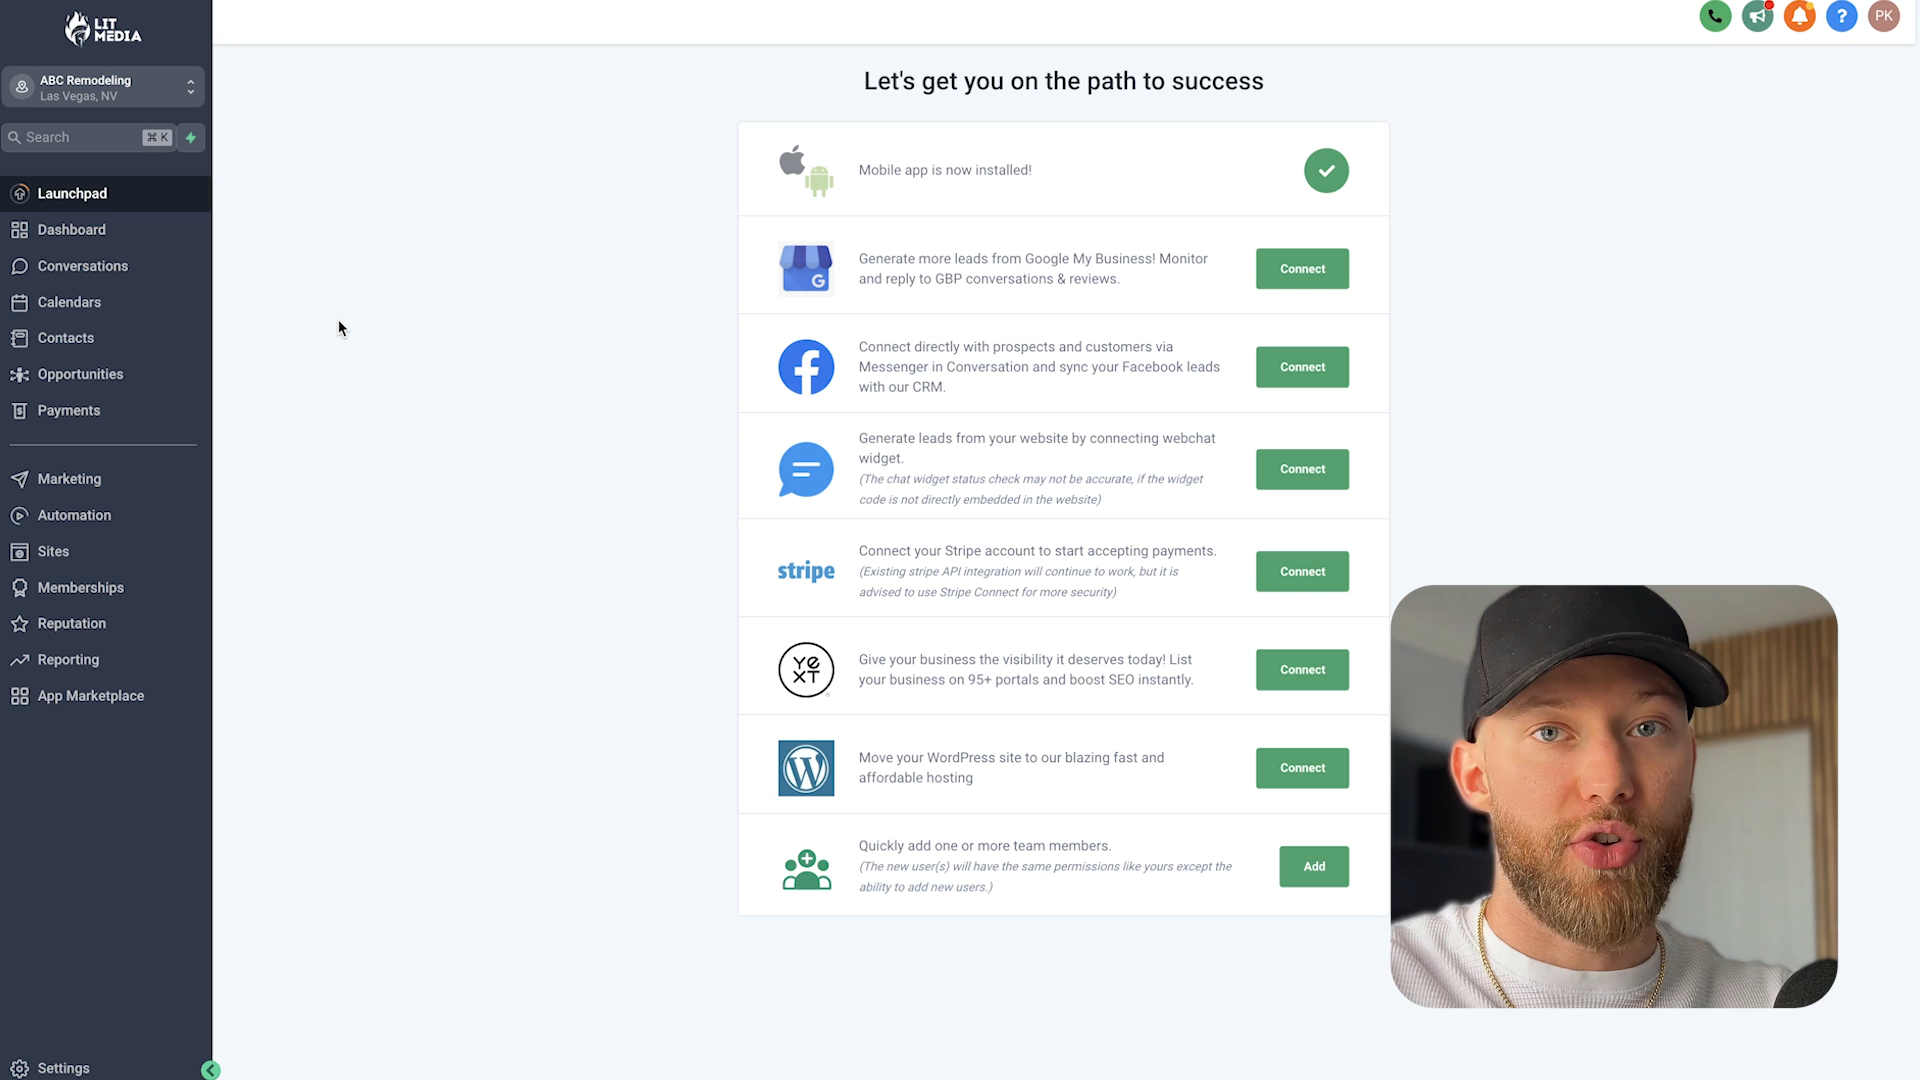 LIT
MEDIA
ABC Remodeling
Las Vegas, NV
Search
⌘ K
Launchpad
Dashboard
Conversations
Calendars
Contacts
Opportunities
Payments
Marketing
Automation
Sites
Memberships
Reputation
Reporting
App Marketplace
Settings
?
PK
Let's get you on the path to success
Mobile app is now installed!
G
Generate more leads from Google My Business! Monitor
and reply to GBP conversations & reviews.
Connect
Connect directly with prospects and customers via
Messenger in Conversation and sync your Facebook leads
with our CRM.
Connect
Generate leads from your website by connecting webchat
widget.
(The chat widget status check may not be accurate, if the widget
code is not directly embedded in the website)
Connect
stripe
Connect your Stripe account to start accepting payments.
(Existing stripe API integration will continue to work, but it is
advised to use Stripe Connect for more security)
Connect
Ye
XT
Give your business the visibility it deserves today! List
your business on 95+ portals and boost SEO instantly.
Connect
Move your WordPress site to our blazing fast and
affordable hosting
Connect
Quickly add one or more team members.
(The new user(s) will have the same permissions like yours except the
ability to add new users.)
Add